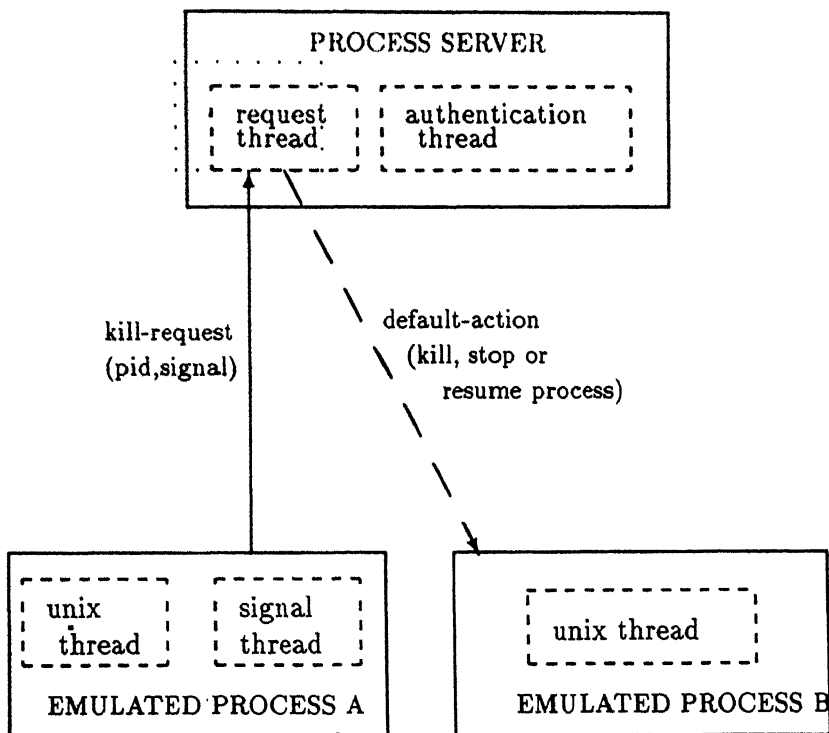 PROCESS SERVER
request
thread
authentication
thread
kill-request
(pid,signal)
default-action
(kill, stop or
resume process)
unix
thread
signal
thread
unix thread
EMULATED PROCESS A
EMULATED PROCESS B